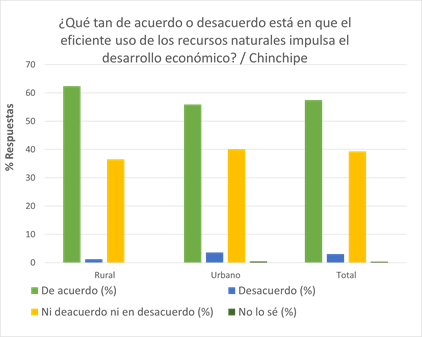 ¿Qué tan de acuerdo o desacuerdo está en que el
eficiente uso de los recursos naturales impulsa el
desarrollo económico? / Chinchipe
% Respuestas
70
60
50
40
30
20
10
0
Rural
Urbano
Total
De acuerdo (%)
Desacuerdo (%)
Ni deacuerdo ni en desacuerdo (%)
No lo sé (%)